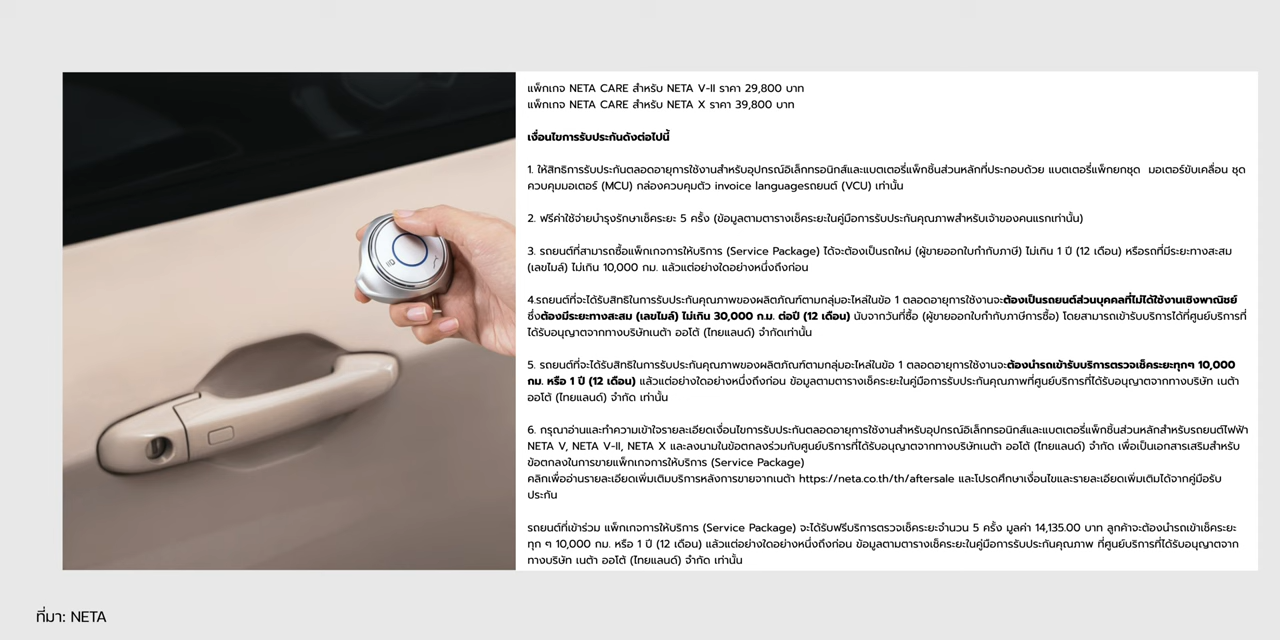 แพ็กเกจ NETA CARE สำหรับ NETA V-II ราคา 29,800 บาท
แพ็กเกจ NETA CARE สำหรับ NETA X ราคา 39,800 บาท
เงื่อนไขการรับประกันดังต่อไปนี้
1. ให้สิทธิการรับประกันตลอดอายุการใช้งานสำหรับอุปกรณ์อิเล็กทรอนิกส์และแบตเตอรี่แพ็กชิ้นส่วนหลักที่ประกอบด้วย แบตเตอรี่แพ็กยกชุด มอเตอร์ขับเคลื่อน ชุด
ควบคุมมอเตอร์ (MCU) กล่องควบคุมตัว invoice languageรถยนต์ (VCU) เท่านั้น
2. ฟรีค่าใช้จ่ายบำรุงรักษาเช็คระยะ 5 ครั้ง (ข้อมูลตามตารางเช็คระยะในคู่มือการรับประกันคุณภาพสำหรับเจ้าของคนแรกเท่านั้น)
3. รถยนต์ที่สามารถซื้อแพ็กเกจการให้บริการ (Service Package) ได้จะต้องเป็นรถใหม่ (ผู้ขายออกใบกำกับภาษี) ไม่เกิน 1 ปี (12 เดือน) หรือรถที่มีระยะทางสะสม
(เลขไมล์) ไม่เกิน 10,000 กม. แล้วแต่อย่างใดอย่างหนึ่งถึงก่อน
4.รถยนต์ที่จะได้รับสิทธิในการรับประกันคุณภาพของผลิตภัณฑ์ตามกลุ่มอะไหล่ในข้อ 1 ตลอดอายุการใช้งานจะต้องเป็นรถยนต์ส่วนบุคคลที่ไม่ได้ใช้งานเชิงพาณิชย์
ซึ่งต้องมีระยะทางสะสม (เลขไมล์) ไม่เกิน 30,000 ก.ม. ต่อปี (12 เดือน) นับจากวันที่ซื้อ (ผู้ขายออกใบกำกับภาษีการซื้อ) โดยสามารถเข้ารับบริการได้ที่ศูนย์บริการที่
ได้รับอนุญาตจากทางบริษัทเนต้า ออโต้ (ไทยแลนด์) จำกัดเท่านั้น
5. รถยนต์ที่จะได้รับสิทธิในการรับประกันคุณภาพของผลิตภัณฑ์ตามกลุ่มอะไหล่ในข้อ 1 ตลอดอายุการใช้งานจะต้องนำรถเข้ารับบริการตรวจเช็คระยะทุกๆ 10,000
กม. หรือ 1 ปี (12 เดือน) แล้วแต่อย่างใดอย่างหนึ่งถึงก่อน ข้อมูลตามตารางเช็คระยะในคู่มือการรับประกันคุณภาพที่ศูนย์บริการที่ได้รับอนุญาตจากทางบริษัท เนต้า
ออโต้ (ไทยแลนด์) จำกัด เท่านั้น
6. กรุณาอ่านและทำความเข้าใจรายละเอียดเงื่อนไขการรับประกันตลอดอายุการใช้งานสำหรับอุปกรณ์อิเล็กทรอนิกส์และแบตเตอรี่แพ็กชิ้นส่วนหลักสำหรับรถยนต์ไฟฟ้า
NETA V, NETA V-II, NETA X และลงนามในข้อตกลงร่วมกับศูนย์บริการที่ได้รับอนุญาตจากทางบริษัทเนต้า ออโต้ (ไทยแลนด์) จำกัด เพื่อเป็นเอกสารเสริมสำหรับ
ข้อตกลงในการขายแพ็กเกจการให้บริการ (Service Package)
คลิกเพื่ออ่านรายละเอียดเพิ่มเติมบริการหลังการขายจากเนต้า https://neta.co.th/th/aftersale และโปรดศึกษาเงื่อนไขและรายละเอียดเพิ่มเติมได้จากคู่มือรับ
ประกัน
รถยนต์ที่เข้าร่วม แพ็กเกจการให้บริการ (Service Package) จะได้รับฟรีบริการตรวจเช็คระยะจำนวน 5 ครั้ง มูลค่า 14,135.00 บาท ลูกค้าจะต้องนำรถเข้าเช็คระยะ
ทุก ๆ 10,000 กม. หรือ 1 ปี (12 เดือน) แล้วแต่อย่างใดอย่างหนึ่งถึงก่อน ข้อมูลตามตารางเช็คระยะในคู่มือการรับประกันคุณภาพ ที่ศูนย์บริการที่ได้รับอนุญาตจาก
ทางบริษัท เนต้า ออโต้ (ไทยแลนด์) จำกัด เท่านั้น
ที่มา: NETA